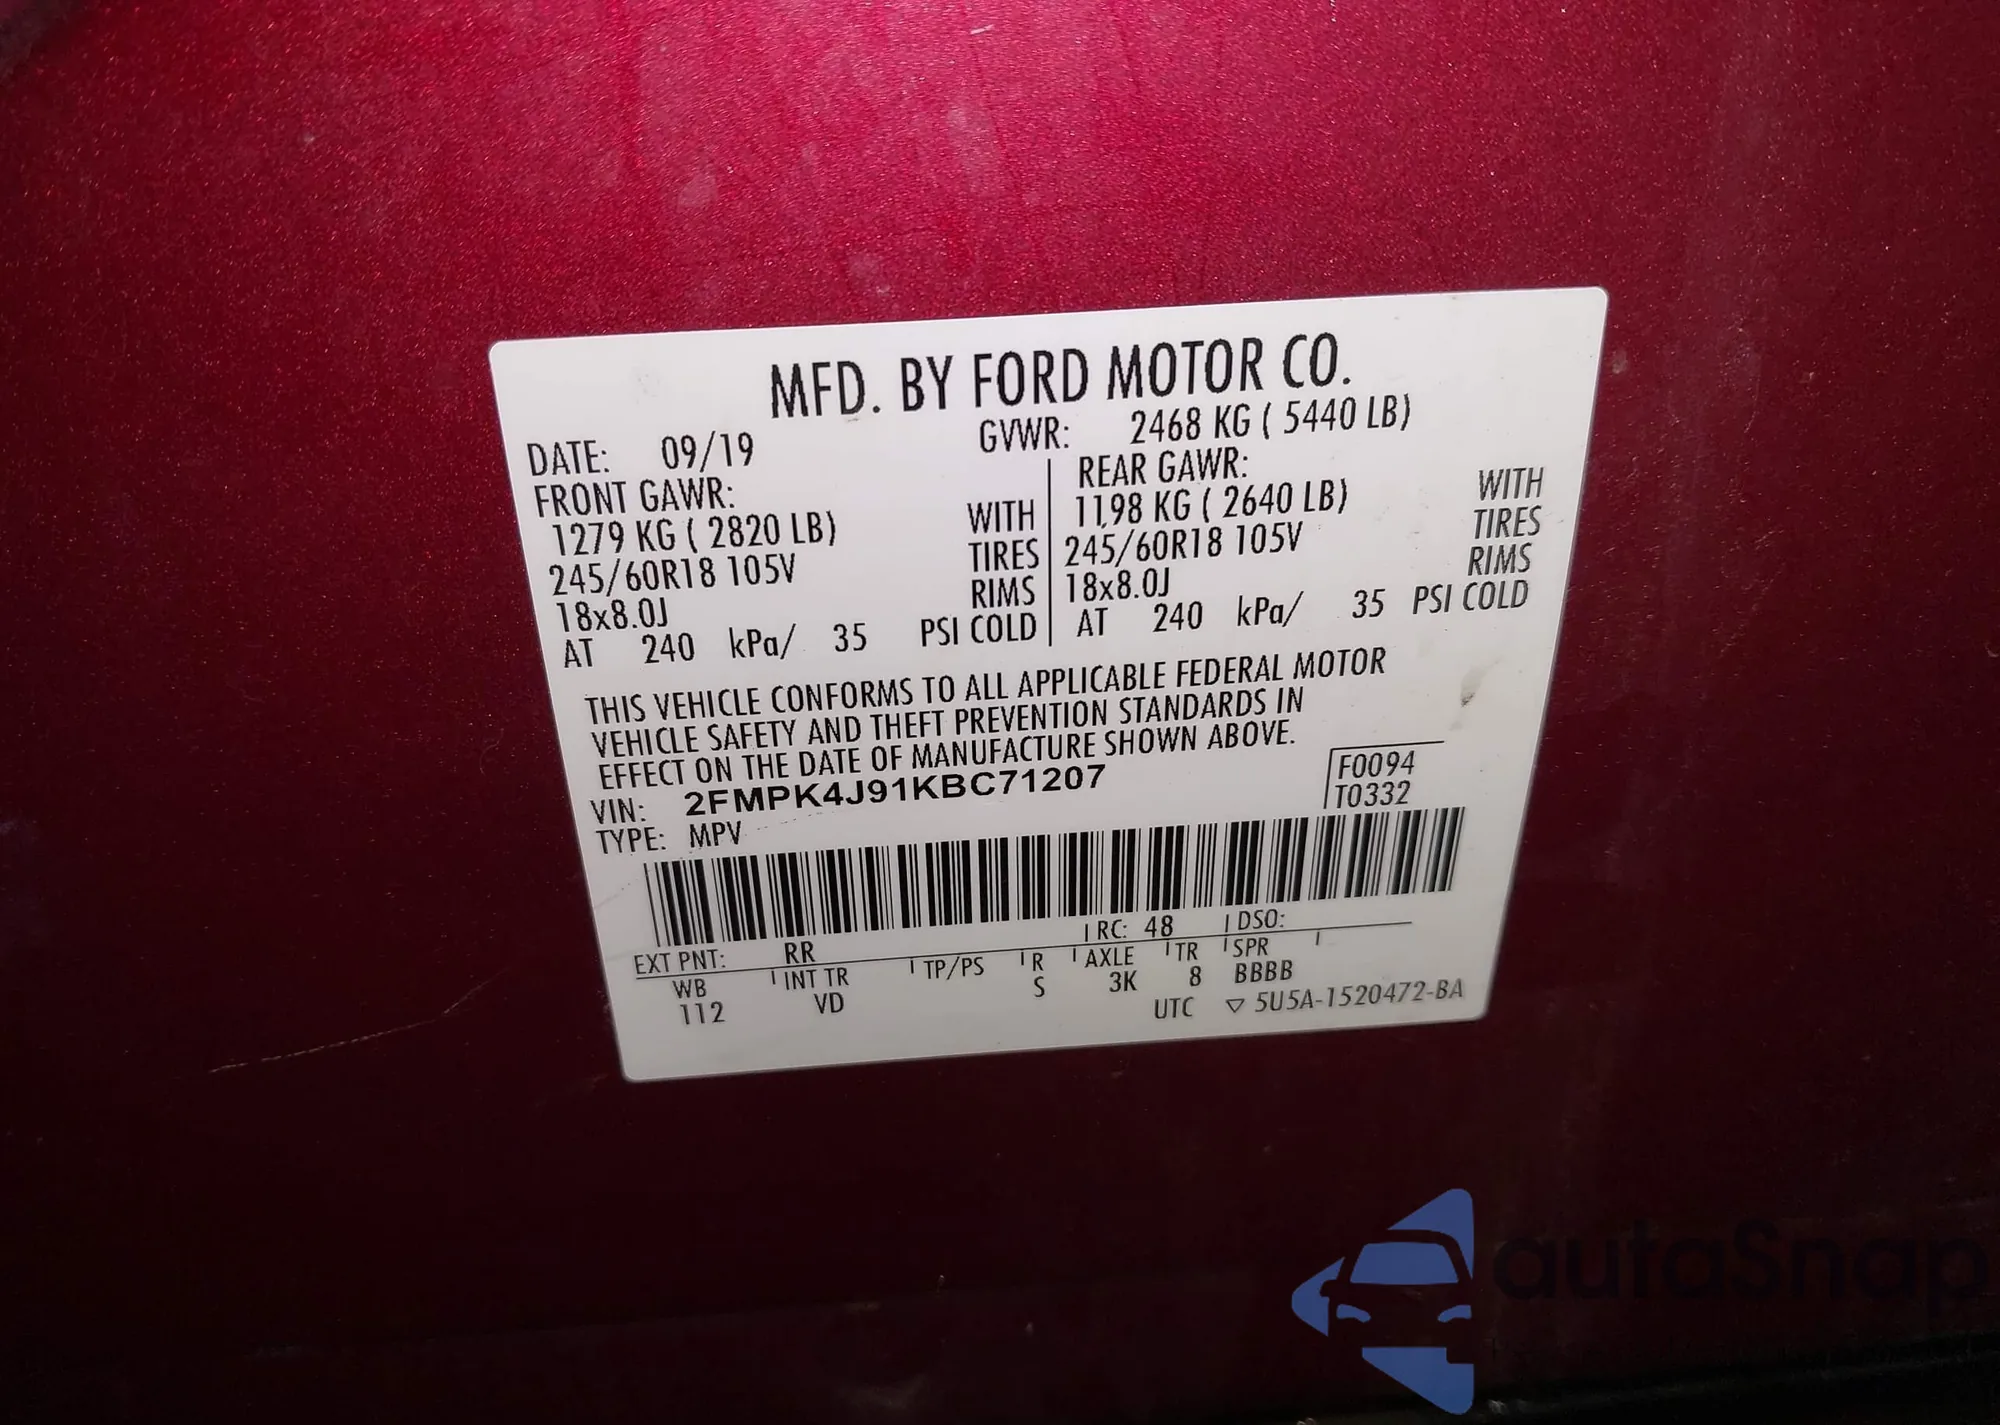 MFD. BY FORD MOTOR CO.
DATE: 09/19 GVWR: 2468 KG ( 5440 LB)
FRONT GAWR: REAR GAWR:
1279 KG ( 2820 LB) WITH 1198 KG ( 2640 LB) WITH
245/60R18 105V TIRES 245/60R18 105V TIRES
18x8.0J RIMS 18x8.0J RIMS
AT 240 kPa/ 35 PSI COLD AT 240 kPa/ 35 PSI COLD
THIS VEHICLE CONFORMS TO ALL APPLICABLE FEDERAL MOTOR
VEHICLE SAFETY AND THEFT PREVENTION STANDARDS IN
EFFECT ON THE DATE OF MANUFACTURE SHOWN ABOVE.
VIN: 2FMPK4J91KBC71207 F0094
TYPE: MPV T0332
EXT PNT: RR RC: 48 DSO:
WB INT TR TP/PS R AXLE TR SPR
112 VD S 3K 8 BBBB
UTC ▽ 5U5A-1520472-BA
autaSnap